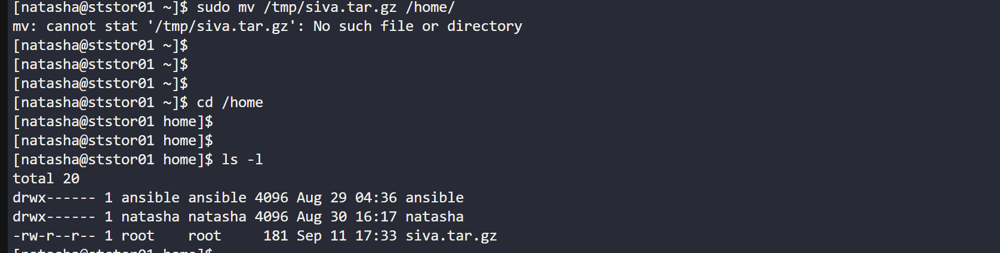 [natasha@ststor01 ~]$ sudo mv /tmp/siva.tar.gz /home/
mv: cannot stat '/tmp/siva.tar.gz': No such file or directory
[natasha@ststor01 ~]$
[natasha@ststor01 ~]$
[natasha@ststor01 ~]$
[natasha@ststor01 ~]$ cd /home
[natasha@ststor01 home]$
[natasha@ststor01 home]$
[natasha@ststor01 home]$ ls -l
total 20
drwx------ 1 ansible ansible 4096 Aug 29 04:36 ansible
drwx------ 1 natasha natasha 4096 Aug 30 16:17 natasha
-rw-r--r-- 1 root    root     181 Sep 11 17:33 siva.tar.gz
[natasha@ststor01 home]$